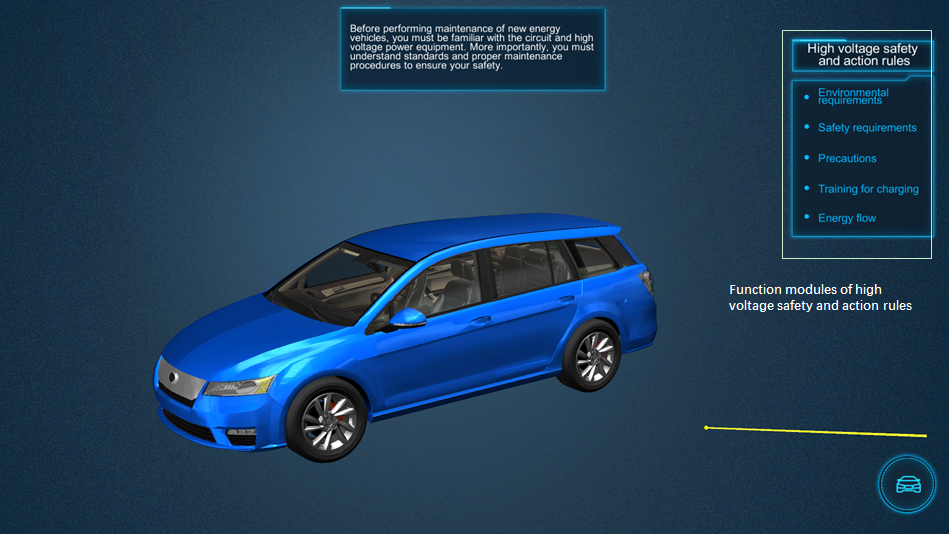 Before performing maintenance of new energy
vehicles, you must be familiar with the circuit and high
voltage power equipment. More importantly, you must
understand standards and proper maintenance
procedures to ensure your safety.
High voltage safety
and action rules
Environmental
requirements
Safety requirements
Precautions
Training for charging
Energy flow
Function modules of high
voltage safety and action rules